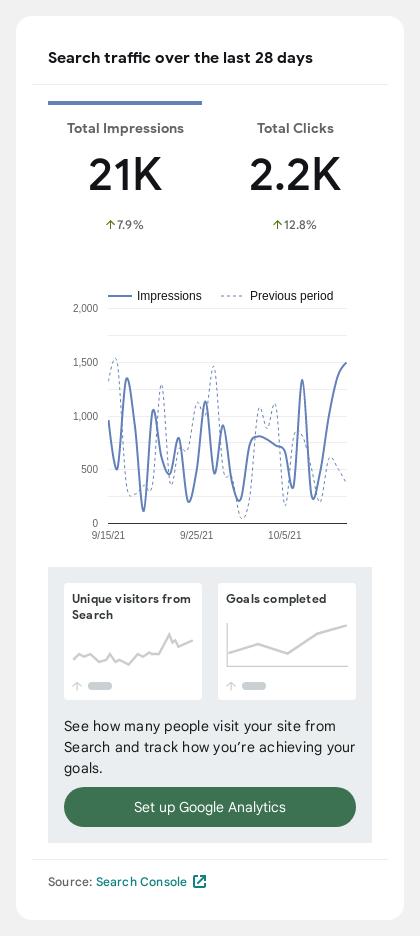 Search traffic over the last 28 days
Total Impressions
21K
↑7.9%
Total Clicks
2.2K
↑12.8%
Impressions
Previous period
2,000
1,500
1,000
500
0
9/15/21
9/25/21
10/5/21
Unique visitors from
Search
Goals completed
See how many people visit your site from
Search and track how you’re achieving your
goals.
Set up Google Analytics
Source: Search Console